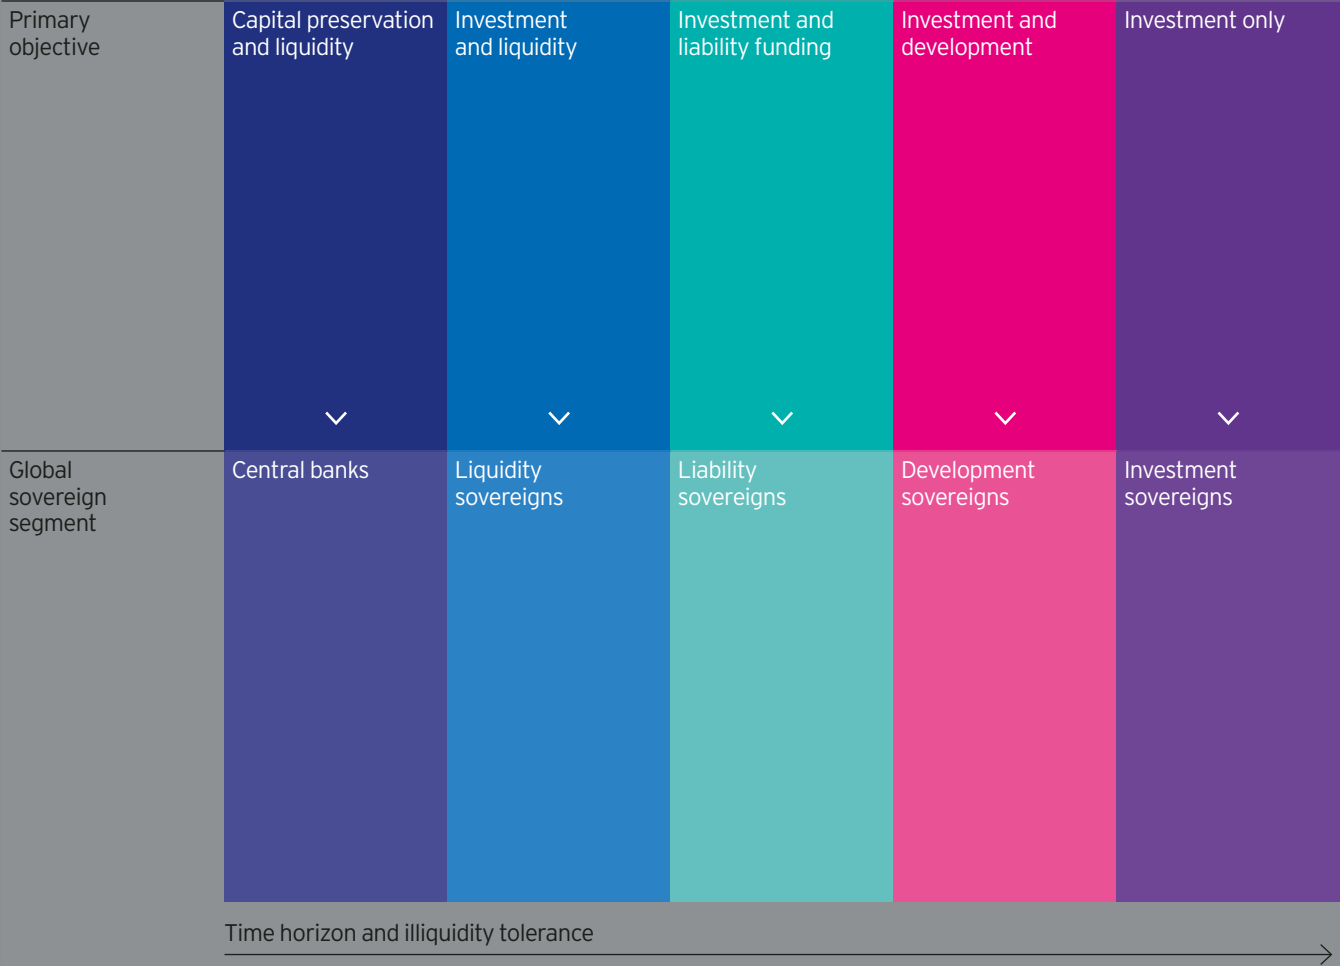 Primary
objective
Capital preservation
and liquidity
Investment
and liquidity
Investment and
liability funding
Investment and
development
Investment only
Global
sovereign
segment
Central banks
Liquidity
sovereigns
Liability
sovereigns
Development
sovereigns
Investment
sovereigns
Time horizon and illiquidity tolerance